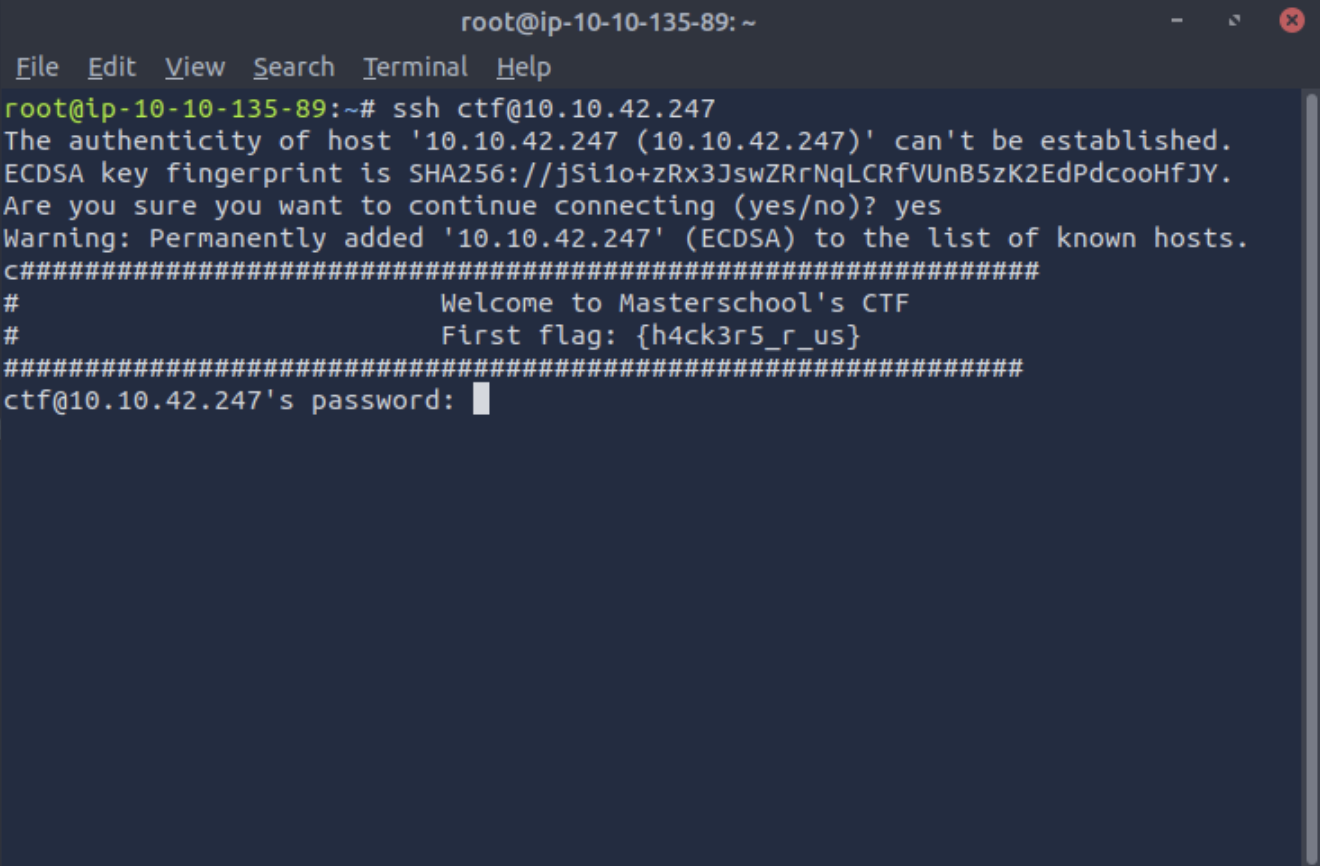 root@ip-10-10-135-89: ~
File Edit View Search Terminal Help
root@ip-10-10-135-89:~# ssh ctf@10.10.42.247
The authenticity of host '10.10.42.247 (10.10.42.247)' can't be established.
ECDSA key fingerprint is SHA256://jSi1o+zRx3JswZRrNqLCRfVUnB5zK2EdPdcooHfJY.
Are you sure you want to continue connecting (yes/no)? yes
Warning: Permanently added '10.10.42.247' (ECDSA) to the list of known hosts.
c###############################################################
# Welcome to Masterschool's CTF
# First flag: {h4ck3r5_r_us}
###############################################################
ctf@10.10.42.247's password: